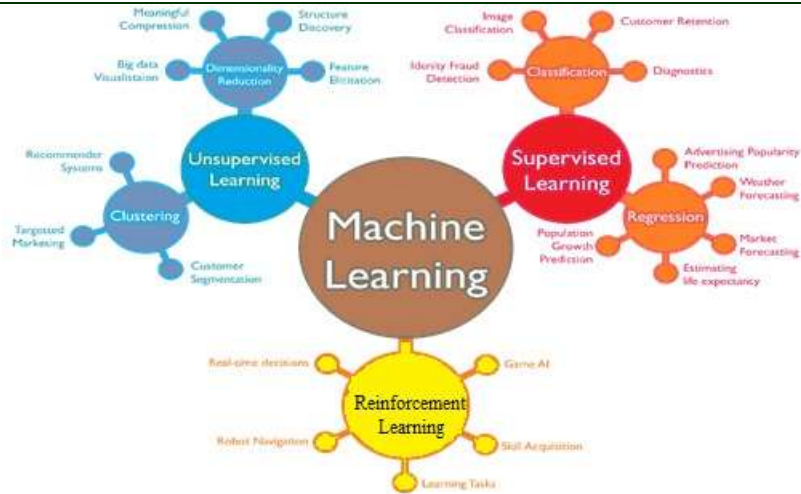 Meaningful
Compression
Structure
Discovery
Big data
Visualistaion
Dimensionality
Reduction
Feature
Elicitation
Recommender
Systems
Unsupervised
Learning
Clustering
Targetted
Marketing
Customer
Segmentation
Image
Classification
Customer Retention
Idenity Fraud
Detection
Classification
Diagnostics
Supervised
Learning
Advertising Popularity
Prediction
Weather
Forecasting
Regression
Population
Growth
Prediction
Market
Forecasting
Estimating
life expectancy
Machine
Learning
Real-time decisions
Game AI
Reinforcement
Learning
Robot Navigation
Skill Acquisition
Learning Tasks